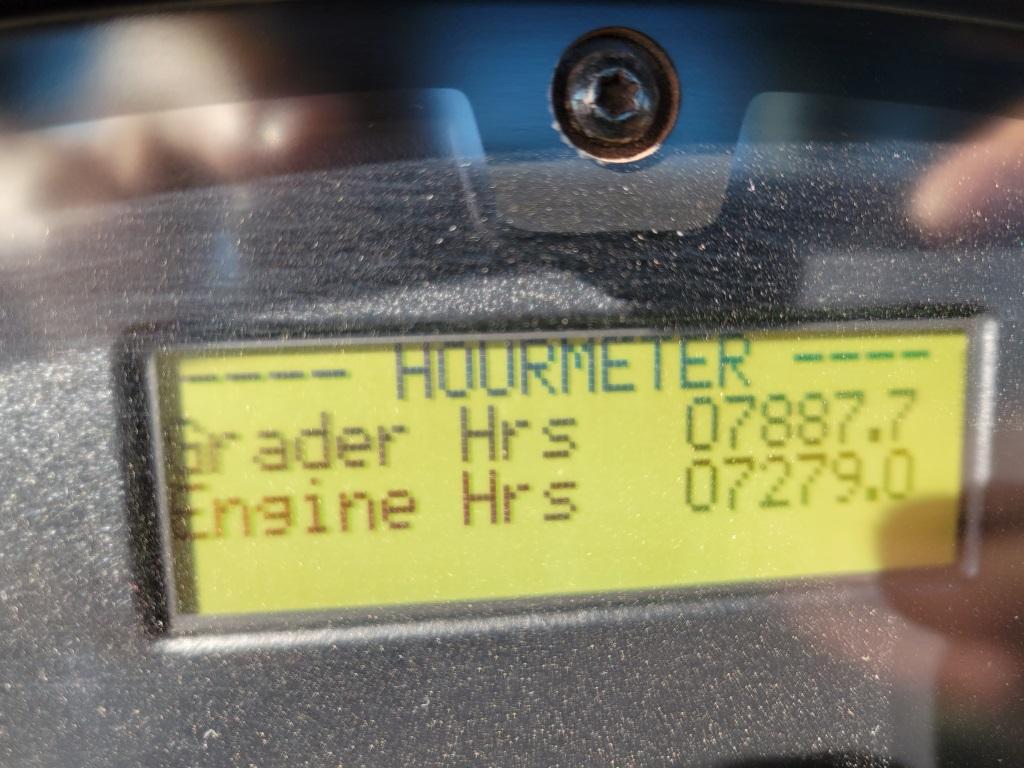 ---- HOURMETER ----
Grader Hrs 07887.7
Engine Hrs 07279.0